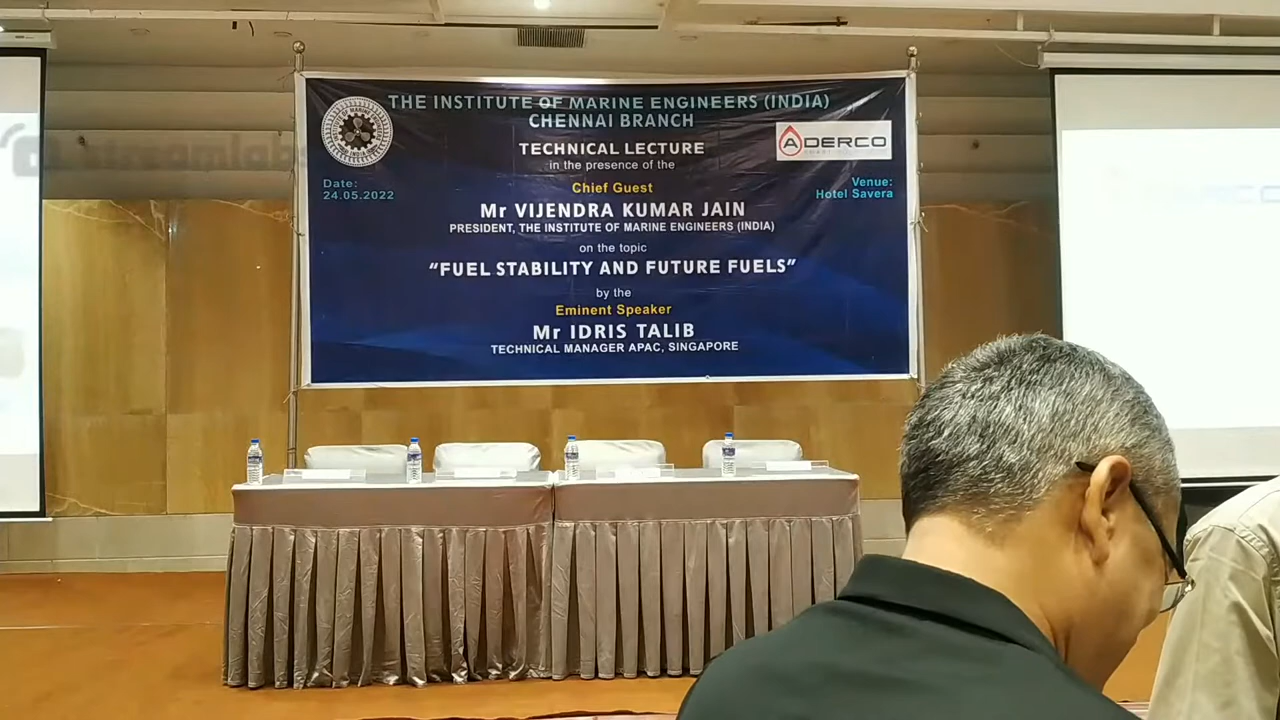 THE INSTITUTE OF MARINE ENGINEERS (INDIA)
CHENNAI BRANCH
ADERCO
TECHNICAL LECTURE
in the presence of the
Date:
24.05.2022
Chief Guest
Venue:
Hotel Savera
Mr VIJENDRA KUMAR JAIN
PRESIDENT, THE INSTITUTE OF MARINE ENGINEERS (INDIA)
on the topic
“FUEL STABILITY AND FUTURE FUELS”
by the
Eminent Speaker
Mr IDRIS TALIB
TECHNICAL MANAGER APAC, SINGAPORE